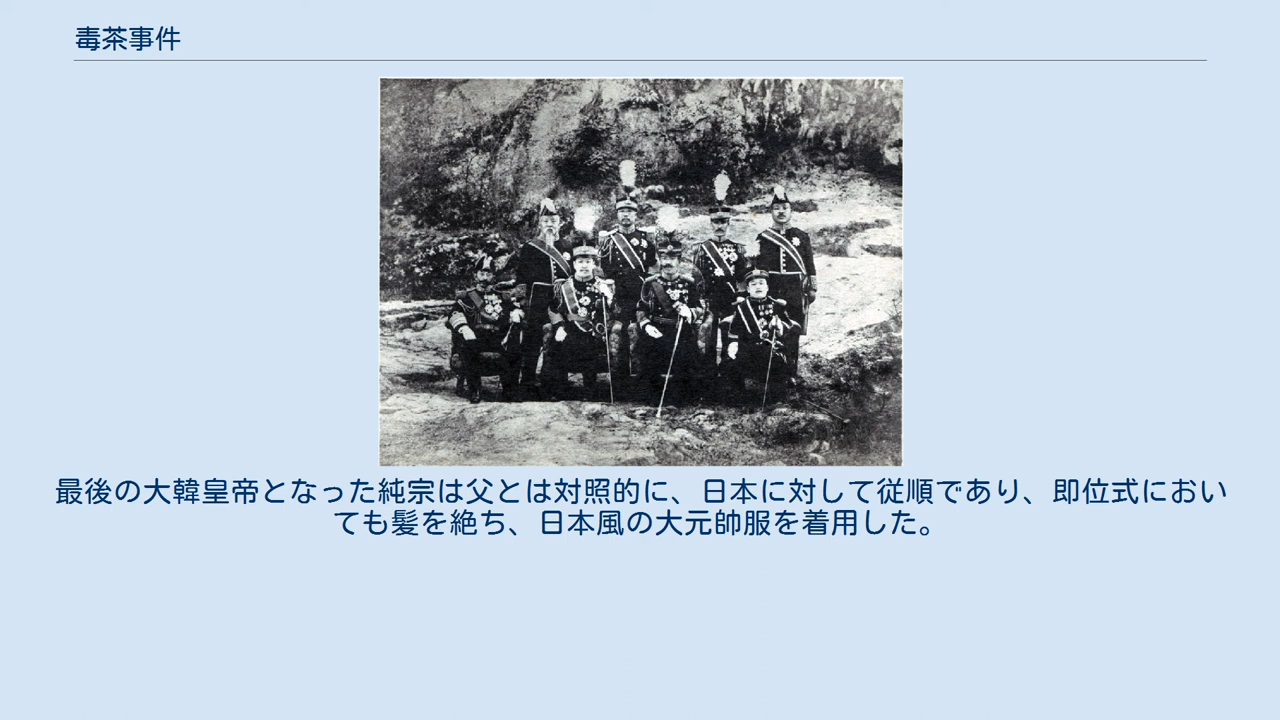 毒茶事件
最後の大韓皇帝となった純宗は父とは対照的に、日本に対して従順であり、即位式におい
ても髪を絶ち、日本風の大元帥服を着用した。